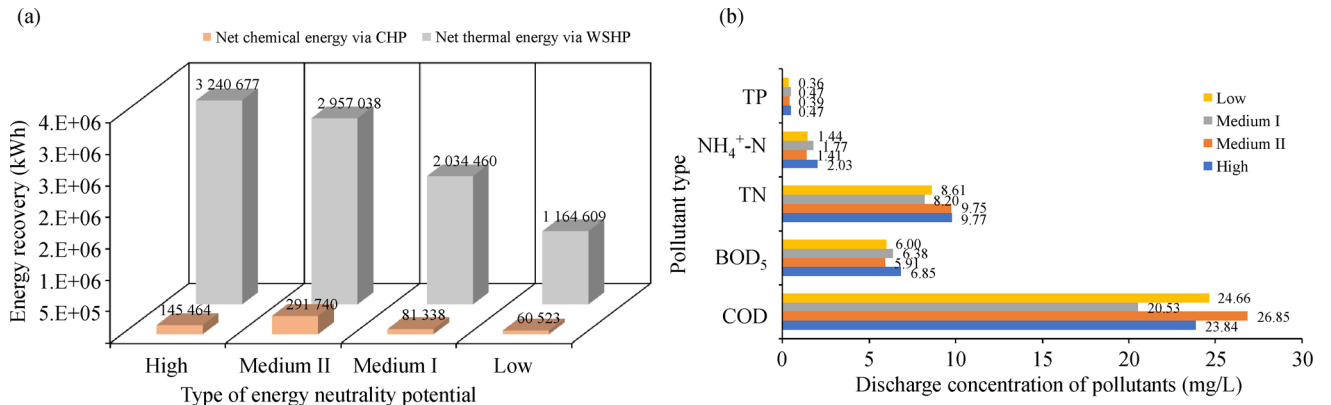 (a)
Net chemical energy via CHP
Net thermal energy via WSHP
3 240 677
2 957 038
2 034 460
1 164 609
145 464
291 740
81 338
60 523
Energy recovery (kWh)
4.E+06
3.E+06
3.E+06
2.E+06
2.E+06
1.E+06
1.E+06
5.E+05
-
High
Medium II
Medium I
Low
Type of energy neutrality potential
(b)
Pollutant type
TP
0.36
0.47
0.39
0.47
NH₄⁺-N
1.44
1.77
1.41
2.03
TN
8.61
8.20
9.75
9.77
BOD₅
6.00
6.38
5.91
6.85
COD
24.66
20.53
26.85
23.84
Low
Medium I
Medium II
High
0 5 10 15 20 25 30
Discharge concentration of pollutants (mg/L)